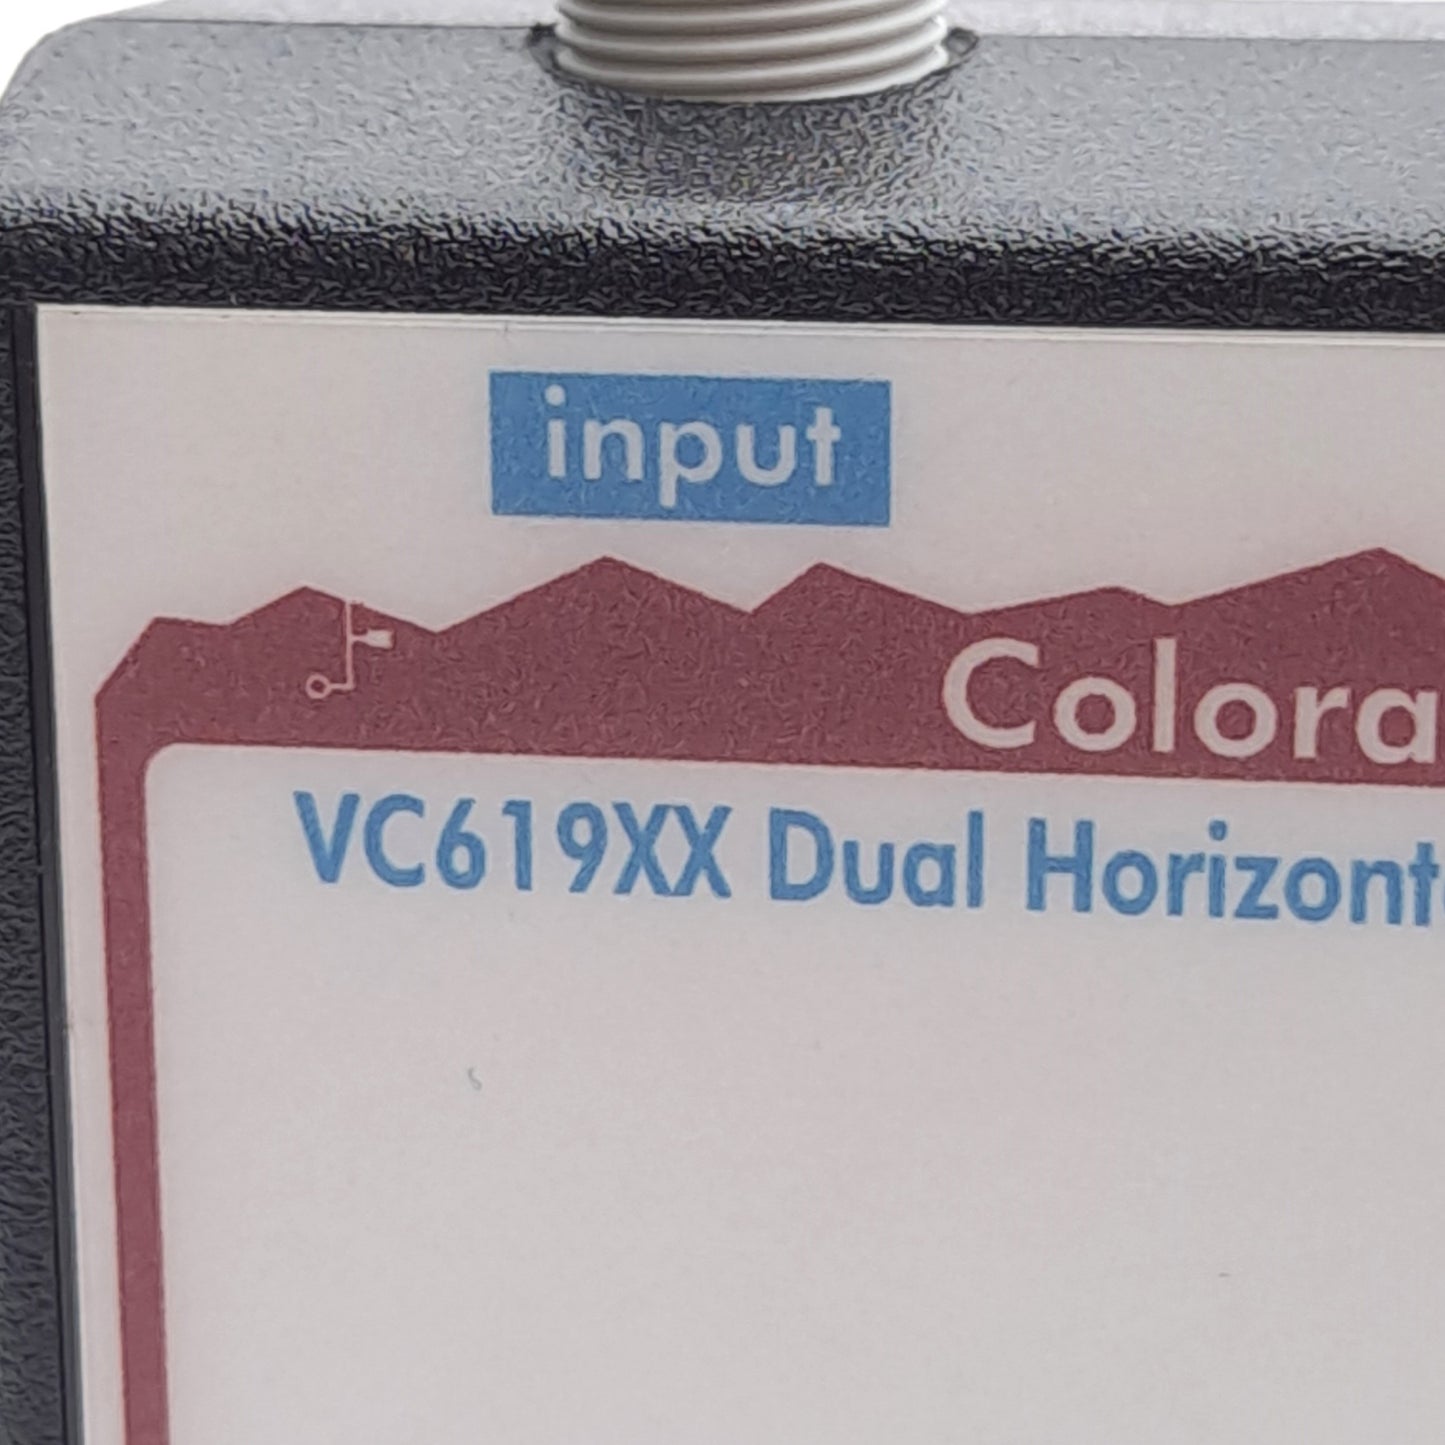 input
Colora
VC619XX Dual Horizont